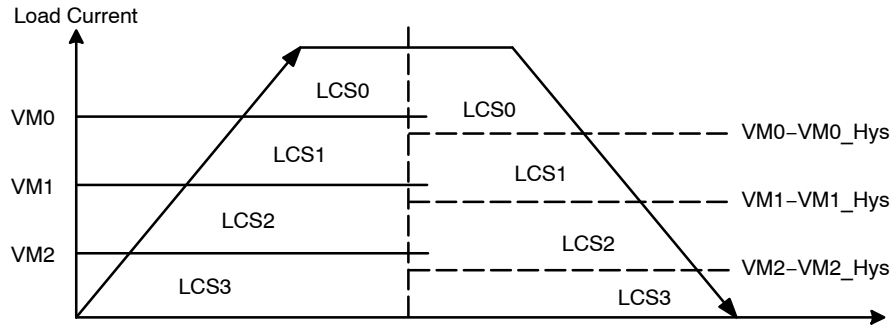 Load Current
LCS0
LCS0
VM0
VM0−VM0_Hys
LCS1
LCS1
VM1
VM1−VM1_Hys
LCS2
LCS2
VM2
VM2−VM2_Hys
LCS3
LCS3